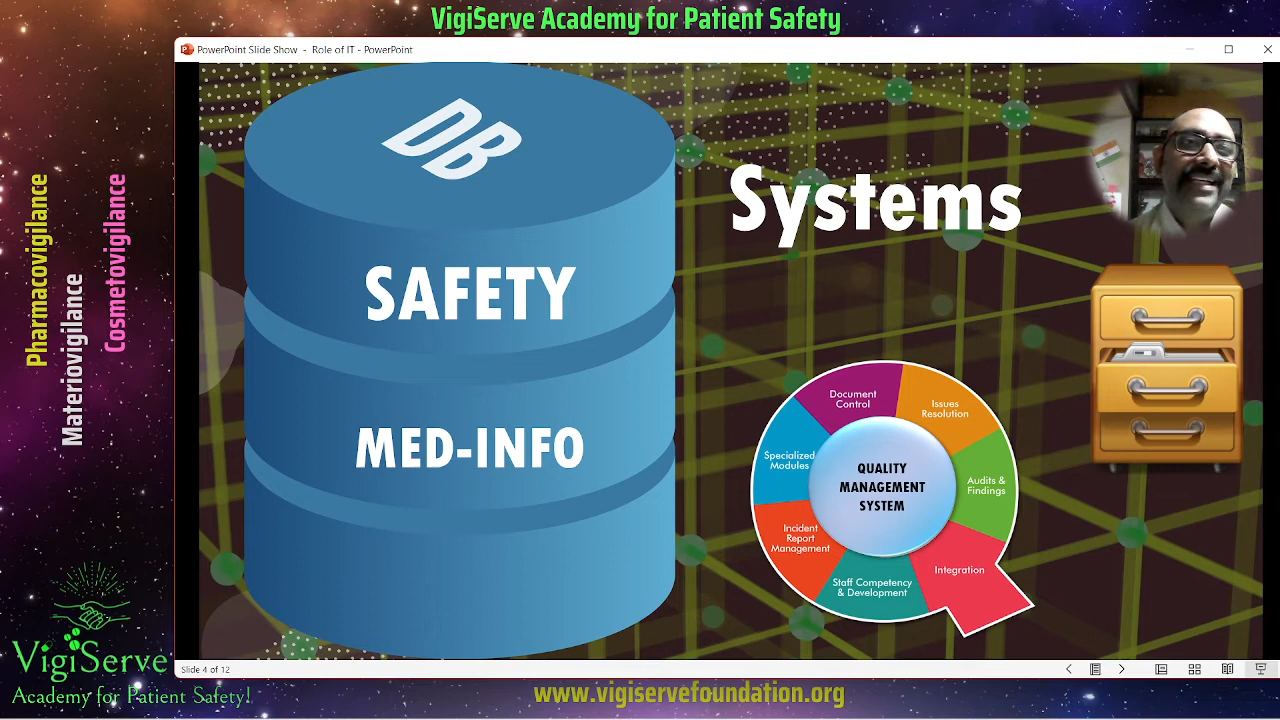 VigiServe Academy for Patient Safety
PowerPoint Slide Show - Role of IT - PowerPoint
Pharmacovigilance
Materiovigilance
Cosmetovigilance
DB
SAFETY
MED-INFO
Systems
Document
Control
Issues
Resolution
Specialized
Modules
QUALITY
MANAGEMENT
SYSTEM
Audits &
Findings
Incident
Report
Management
Integration
Staff Competency
& Development
VigiServe
Academy for Patient Safety!
Slide 4 of 12
www.vigiservefoundation.org